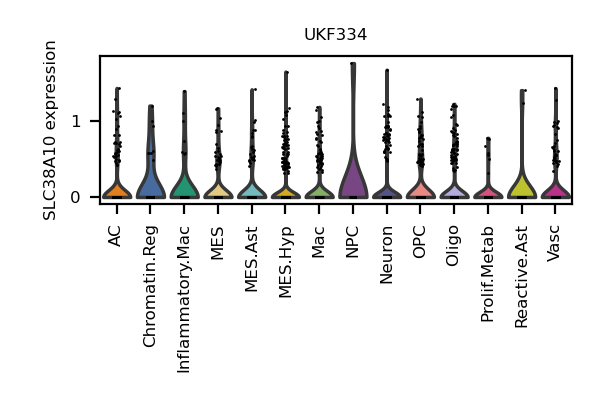 UKF334
SLC38A10 expression
1
0
AC
Chromatin.Reg
Inflammatory.Mac
MES
MES.Ast
MES.Hyp
Mac
NPC
Neuron
OPC
Oligo
Prolif.Metab
Reactive.Ast
Vasc